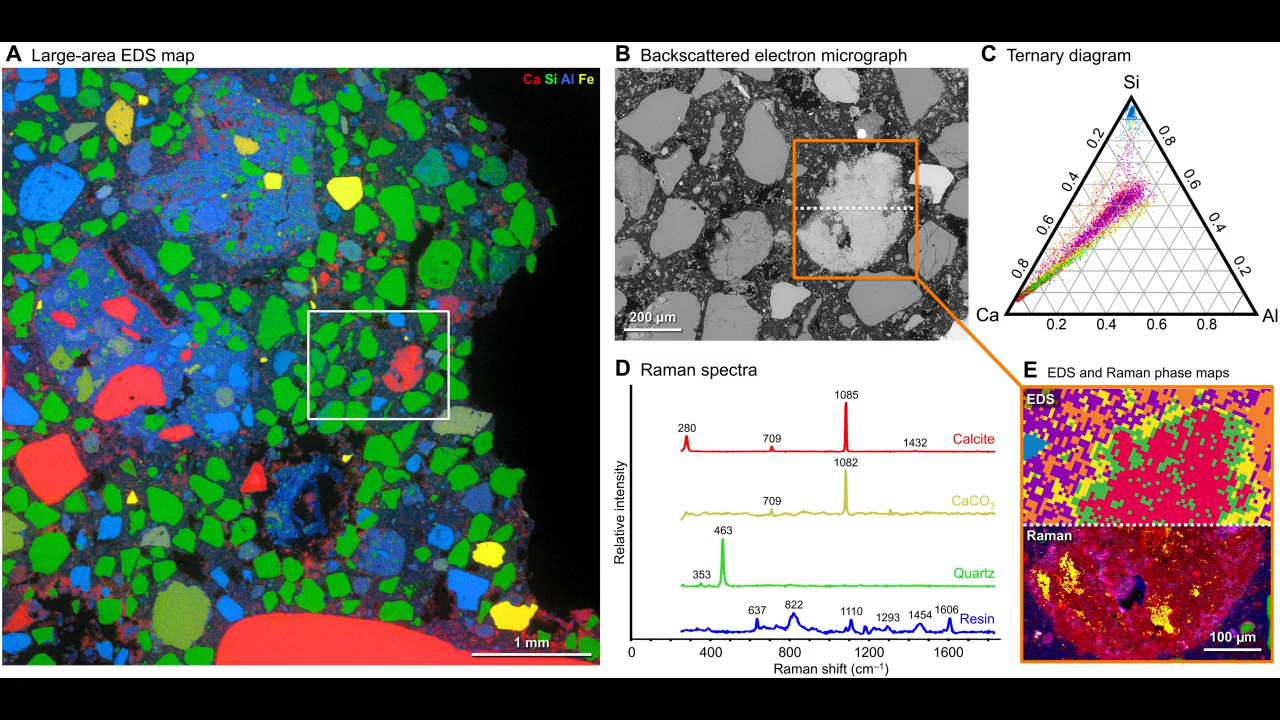 A Large-area EDS map
Ca Si Al Fe
1 mm
B Backscattered electron micrograph
200 µm
C Ternary diagram
Si
0.2
0.8
0.4
0.6
0.6
0.4
0.8
0.2
Ca
Al
0.2 0.4 0.6 0.8
D Raman spectra
1085
280
709
1432
Calcite
1082
709
CaCO₃
463
353
Quartz
637
822
1110
1293
1454
1606
Resin
Relative intensity
0 400 800 1200 1600
Raman shift (cm⁻¹)
E EDS and Raman phase maps
EDS
Raman
100 µm